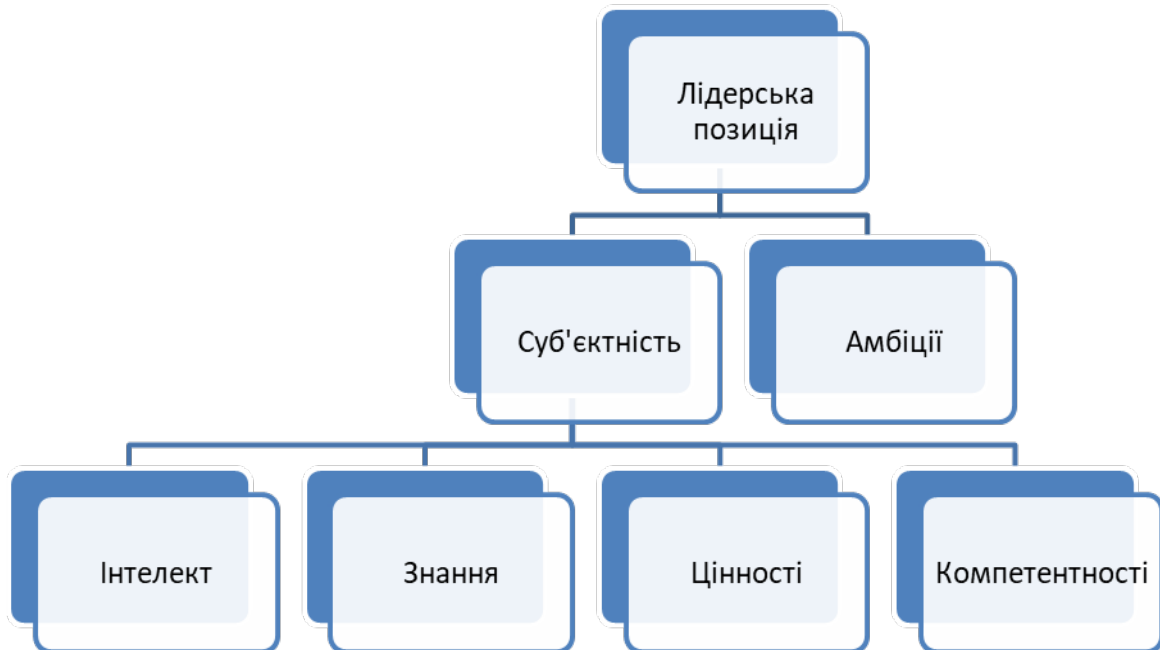 Лідерська
позиція
Суб'єктність
Амбіції
Інтелект
Знання
Цінності
Компетентності